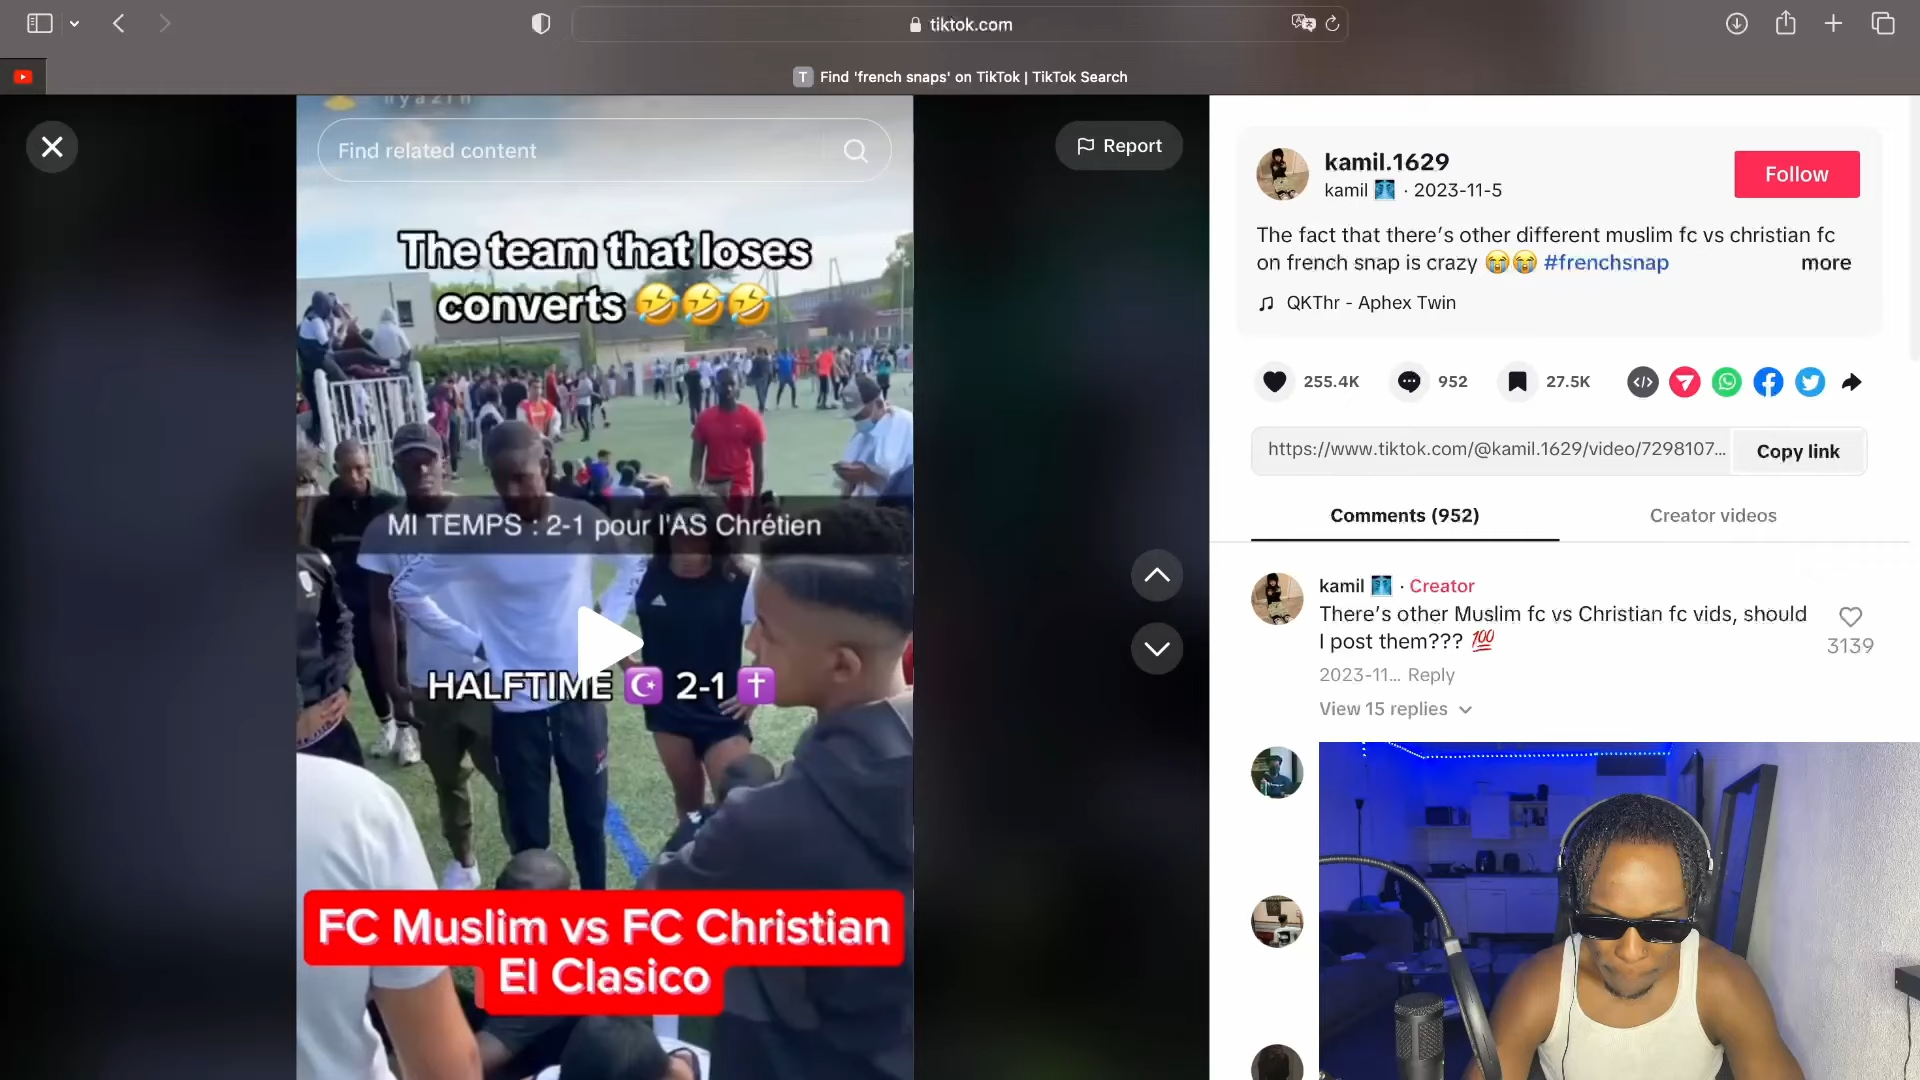 tiktok.com
T Find 'french snaps' on TikTok | TikTok Search
Find related content
Report
The team that loses
converts 🤣🤣🤣
MI TEMPS : 2-1 pour l'AS Chrétien
HALFTIME ☪️ 2-1 ✝️
FC Muslim vs FC Christian
El Clasico
kamil.1629
kamil 🩻 · 2023-11-5
Follow
The fact that there's other different muslim fc vs christian fc
on french snap is crazy 😭😭 #frenchsnap more
QKThr - Aphex Twin
255.4K 952 27.5K
https://www.tiktok.com/@kamil.1629/video/7298107... Copy link
Comments (952) Creator videos
kamil 🩻 · Creator
There's other Muslim fc vs Christian fc vids, should
I post them??? 💯
3139
2023-11... Reply
View 15 replies